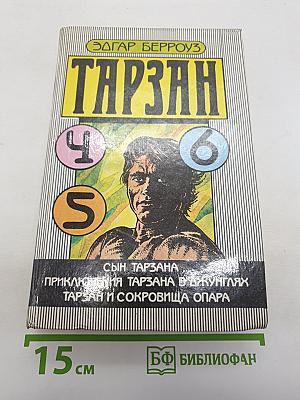 ЭДГАР БЕРРОУЗ
ТАРЗАН
4
6
5
СЫН ТАРЗАНА
ПРИКЛЮЧЕНИЯ ТАРЗАНА В ДЖУНГЛЯХ
ТАРЗАН И СОКРОВИЩА ОПАРА
15 см
БФ БИБЛИОФАН